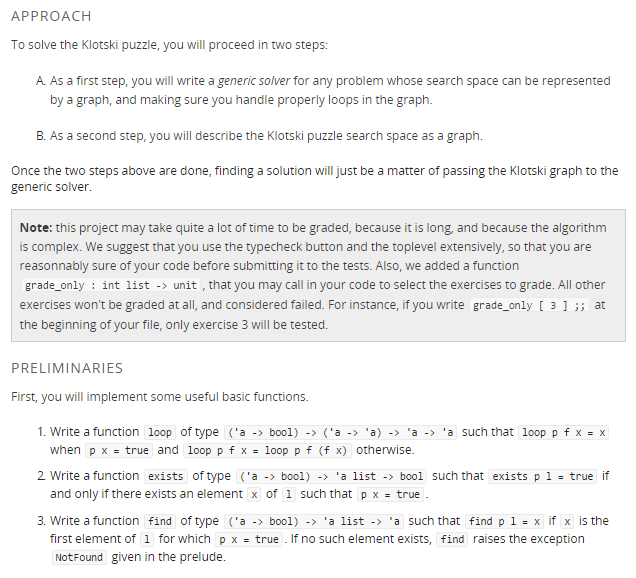 APPROACH
To solve the Klotski puzzle, you will proceed in two steps:
A. As a first step, you will write a generic solver for any problem whose search space can be represented
by a graph, and making sure you handle properly loops in the graph.
B. As a second step, you will describe the Klotski puzzle search space as a graph.
Once the two steps above are done, finding a solution will just be a matter of passing the Klotski graph to the
generic solver.
Note: this project may take quite a lot of time to be graded, because it is long, and because the algorithm
is complex. We suggest that you use the typecheck button and the toplevel extensively, so that you are
reasonnably sure of your code before submitting it to the tests. Also, we added a function
grade_only : int list -> unit , that you may call in your code to select the exercises to grade. All other
exercises won't be graded at all, and considered failed. For instance, if you write grade_only [ 3 ] ;; at
the beginning of your file, only exercise 3 will be tested.
PRELIMINARIES
First, you will implement some useful basic functions.
1. Write a function loop of type ('a -> bool) -> ('a -> 'a) -> 'a -> 'a such that loop p f x = x
when p x = true and loop p f x = loop p f (f x) otherwise.
2. Write a function exists of type ('a -> bool) -> 'a list -> bool such that exists p l = true if
and only if there exists an element x of l such that p x = true .
3. Write a function find of type ('a -> bool) -> 'a list -> 'a such that find p l = x if x is the
first element of l for which p x = true . If no such element exists, find raises the exception
NotFound given in the prelude.